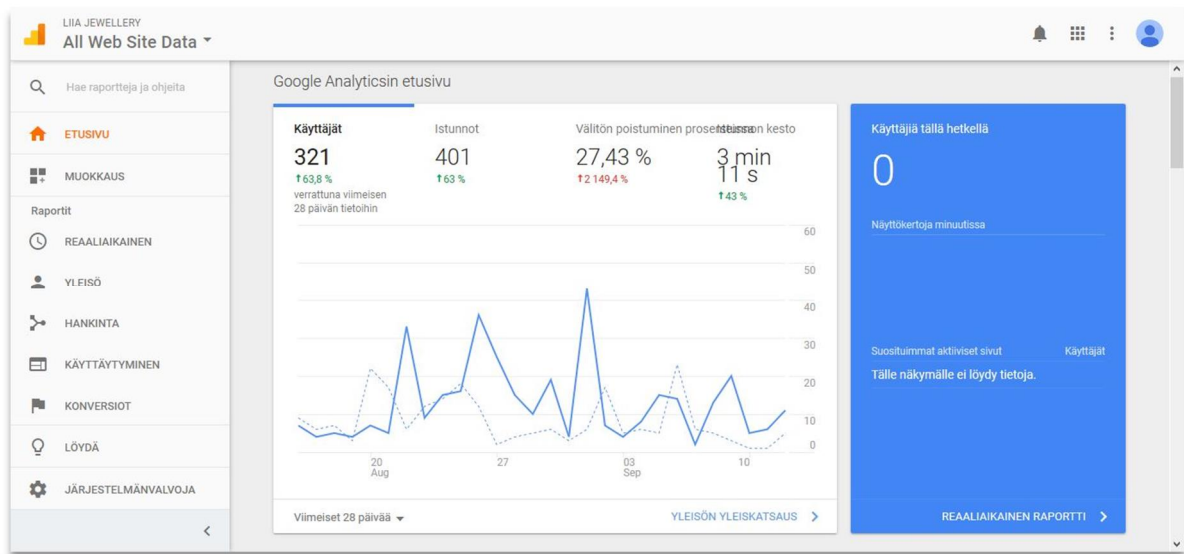 LIIA JEWELLERY
All Web Site Data
Hae raportteja ja ohjeita
ETUSIVU
MUOKKAUS
Raportit
REAALIAIKAINEN
YLEISÖ
HANKINTA
KÄYTTÄYTYMINEN
KONVERSIOT
LÖYDÄ
JÄRJESTELMÄNVALVOJA
Google Analyticsin etusivu
Käyttäjät
321
63,8 %
verrattuna viimeisen
28 päivän tietoihin
Istunnot
401
63 %
Välitön poistuminen
27,43 %
2 149,4 %
kesto
3 min
11 s
43 %
60
50
40
30
20
10
0
20
Aug
27
03
Sep
10
Viimeiset 28 päivää
YLEISÖN YLEISKATSAUS
Käyttäjiä tällä hetkellä
0
Näyttökertoja minuutissa
Suosituimmat aktiiviset sivut Käyttäjät
Tälle näkymälle ei löydy tietoja.
REAALIAIKAINEN RAPORTTI